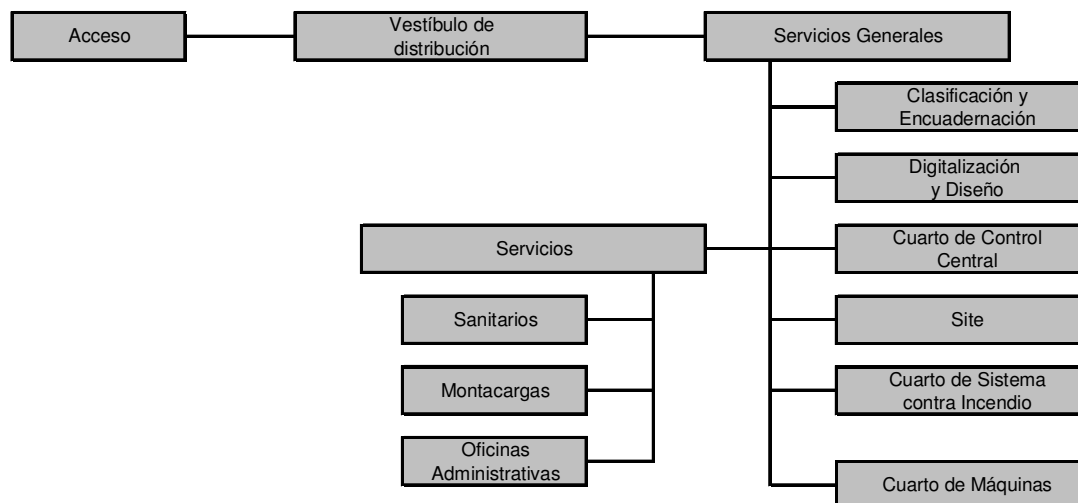 Acceso
Vestíbulo de
distribución
Servicios Generales
Clasificación y
Encuadernación
Digitalización
y Diseño
Servicios
Cuarto de Control
Central
Sanitarios
Site
Montacargas
Cuarto de Sistema
contra Incendio
Oficinas
Administrativas
Cuarto de Máquinas